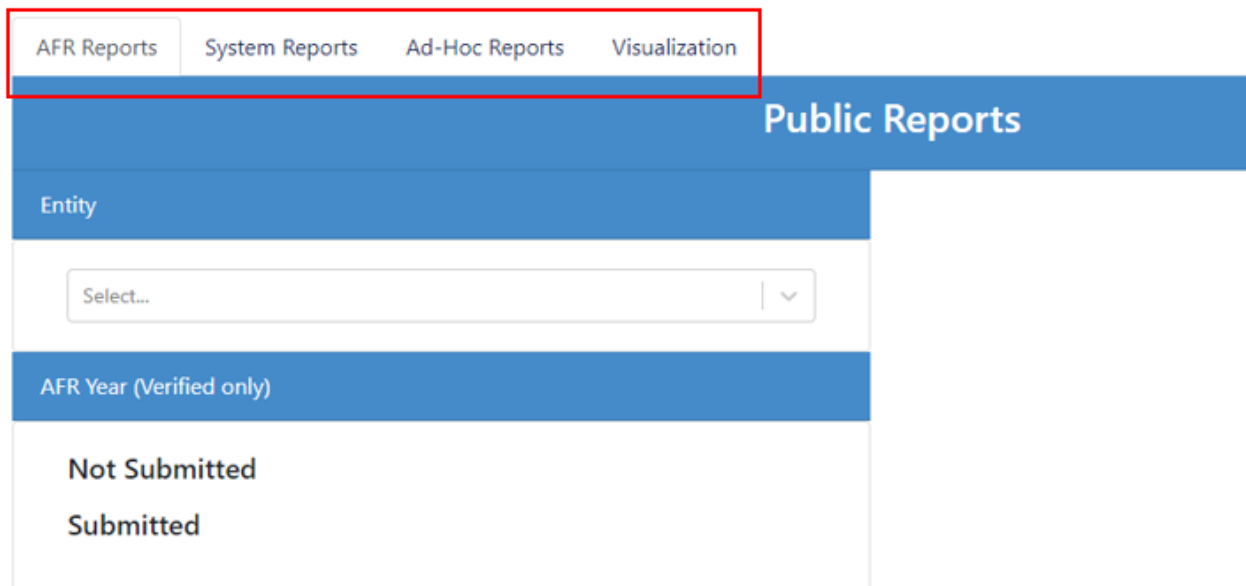 AFR Reports System Reports Ad-Hoc Reports Visualization
Public Reports
Entity
Select...
AFR Year (Verified only)
Not Submitted
Submitted